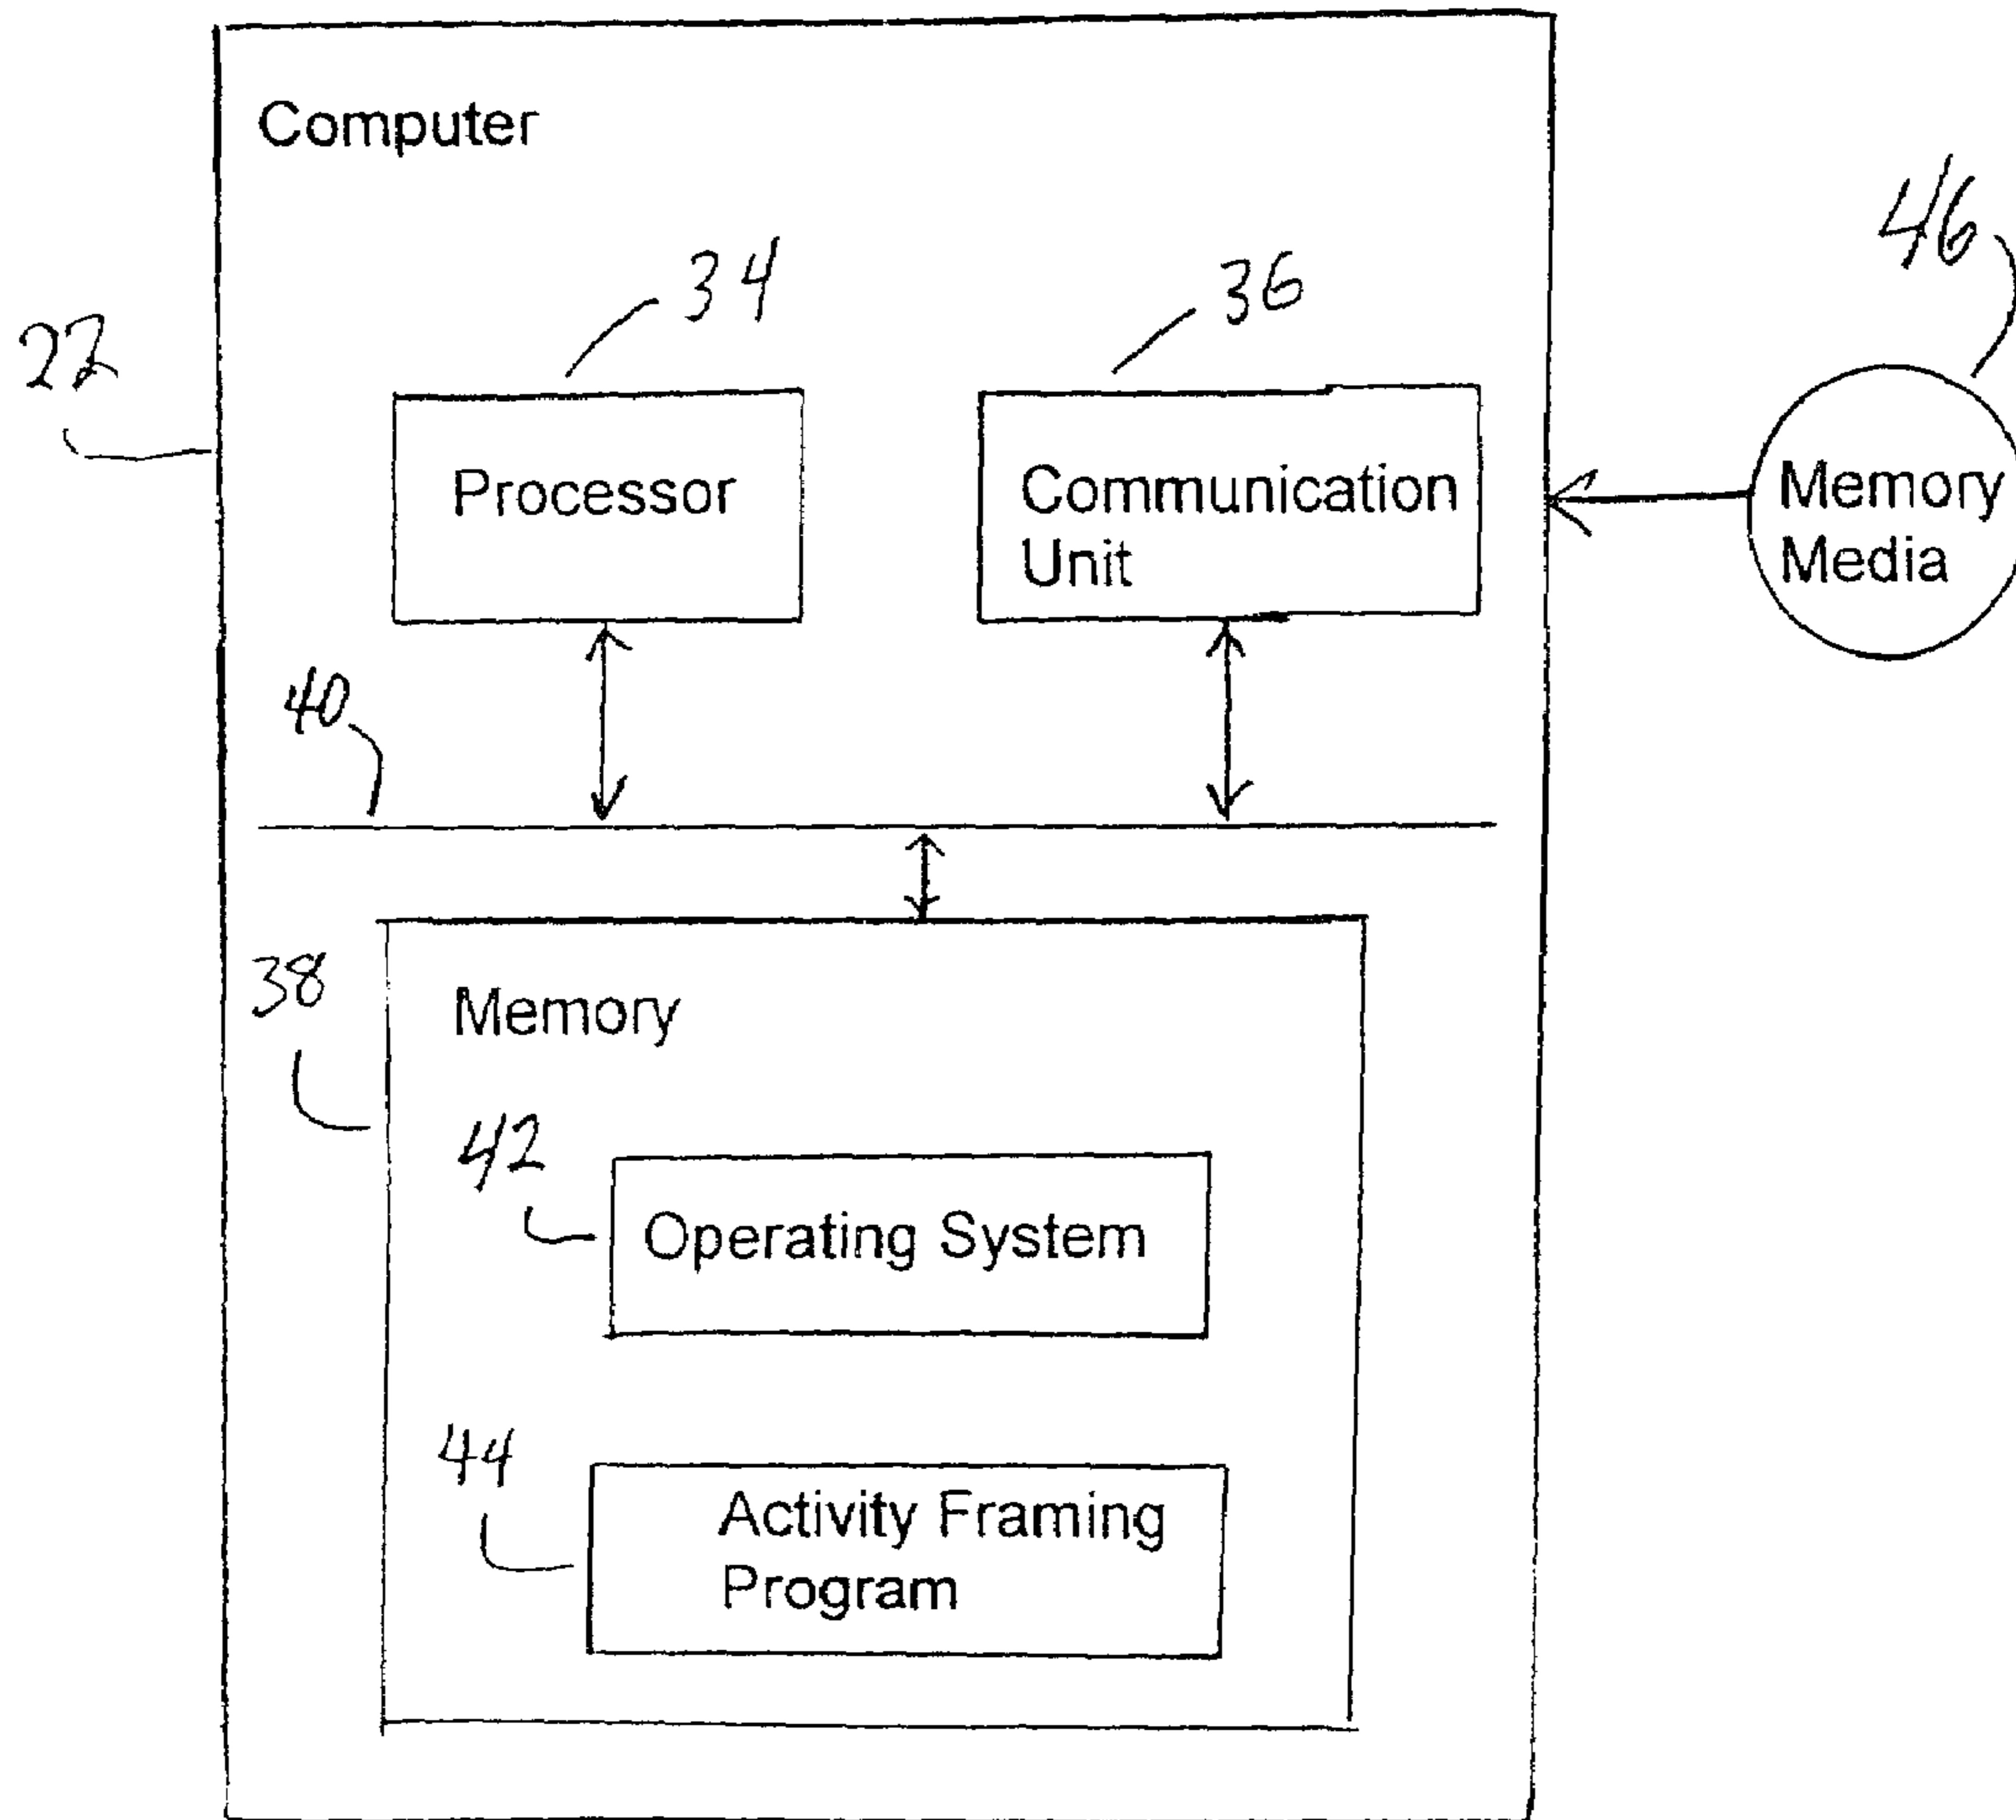 Computer
46
34
36
22
Processor
Communication
Unit
Memory
Media
40
38
Memory
42
Operating System
44
Activity Framing
Program